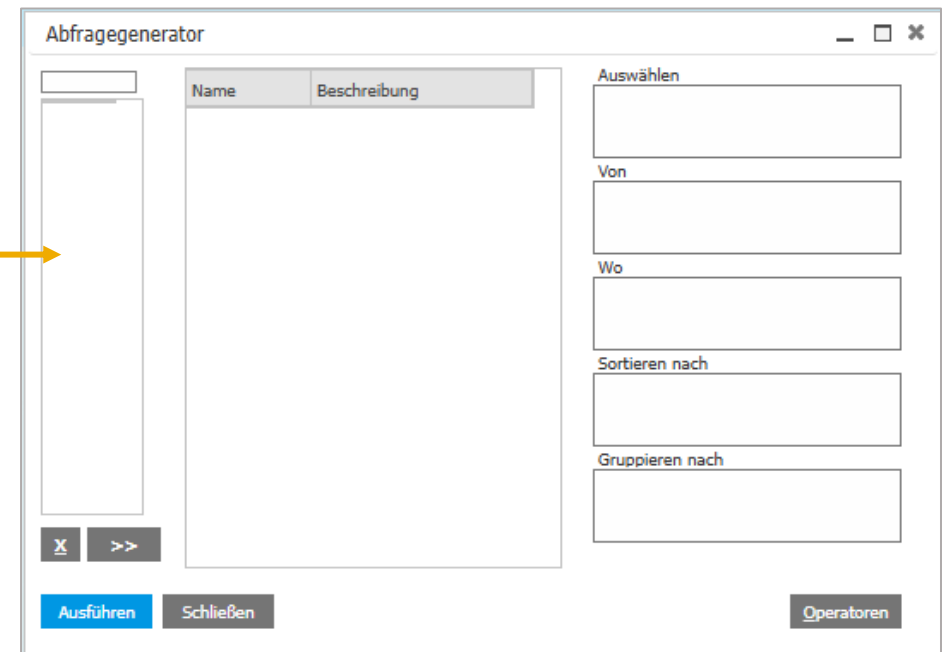 Abfragegenerator
Name Beschreibung
Auswählen
Von
Wo
Sortieren nach
Gruppieren nach
X >>
Ausführen Schließen Operatoren